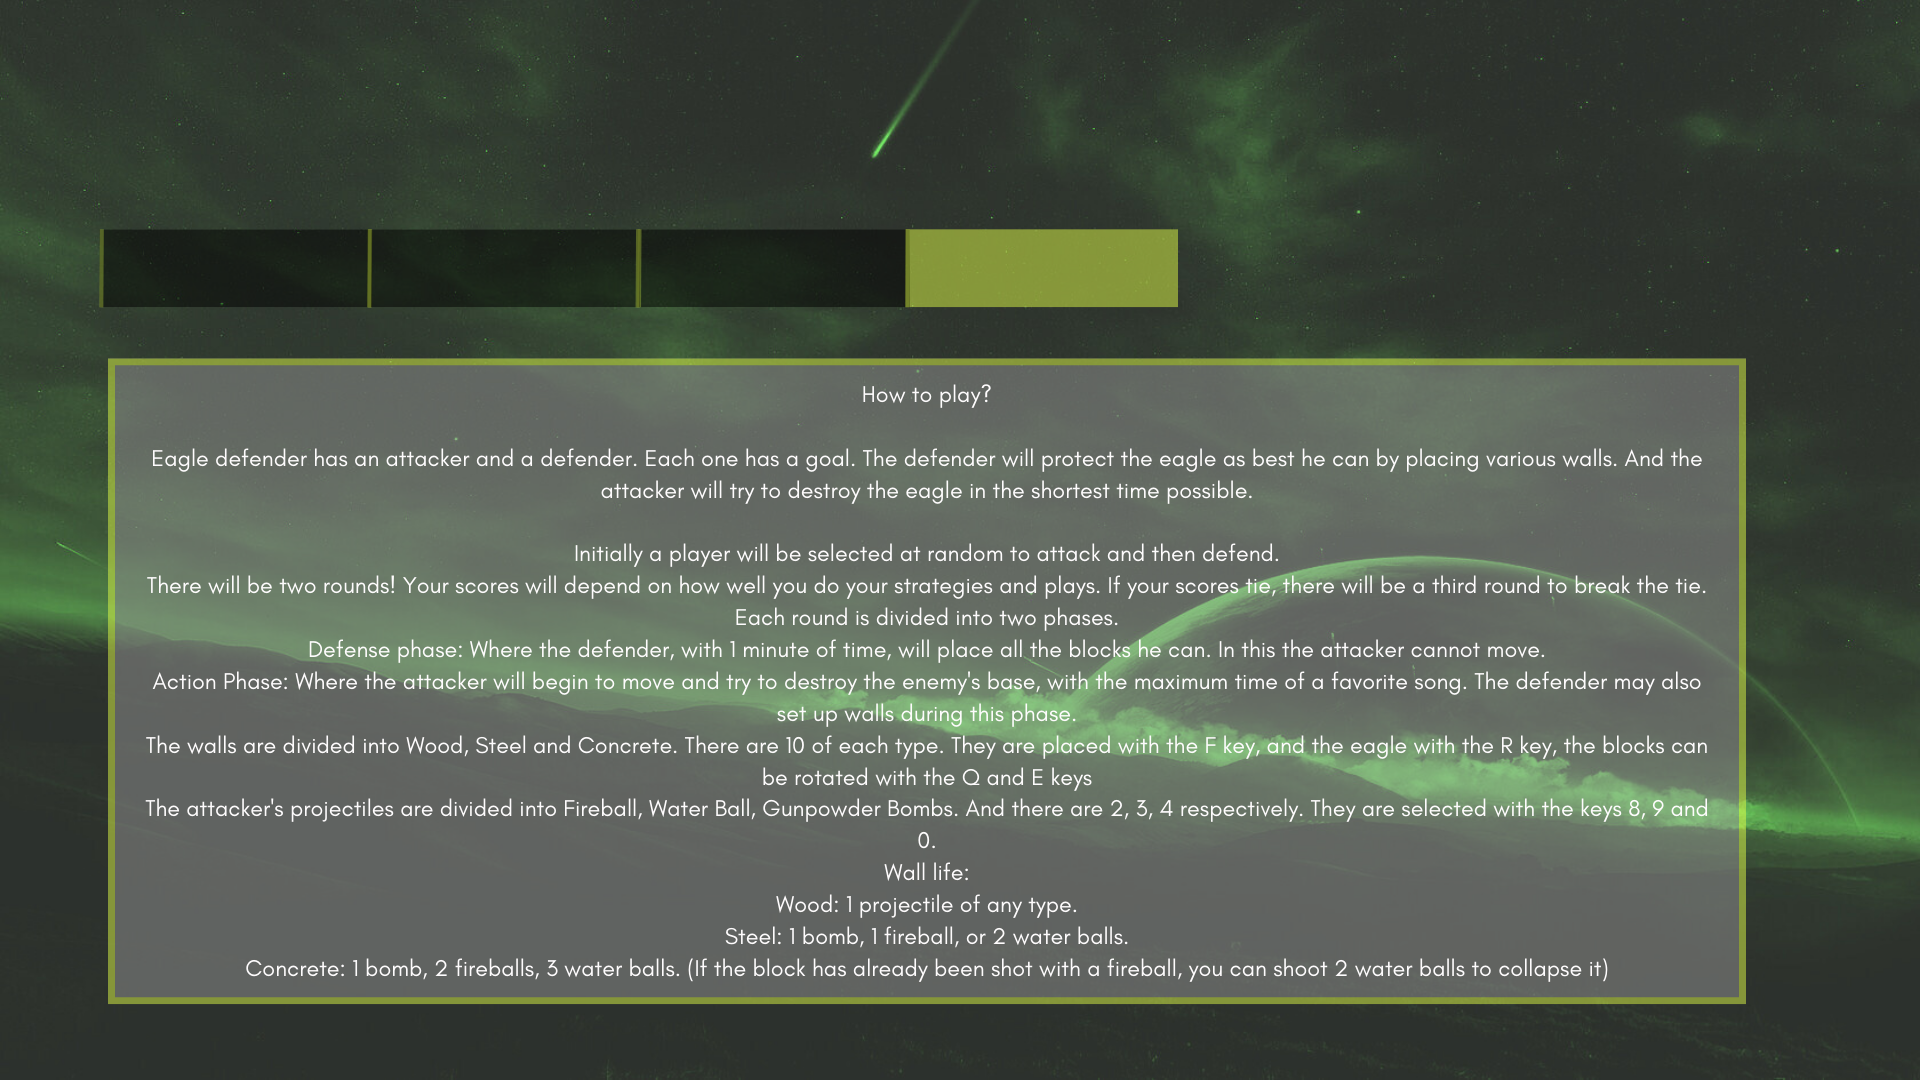 How to play?
Eagle defender has an attacker and a defender. Each one has a goal. The defender will protect the eagle as best he can by placing various walls. And the
attacker will try to destroy the eagle in the shortest time possible.
Initially a player will be selected at random to attack and then defend.
There will be two rounds! Your scores will depend on how well you do your strategies and plays. If your scores tie, there will be a third round to break the tie.
Each round is divided into two phases.
Defense phase: Where the defender, with 1 minute of time, will place all the blocks he can. In this the attacker cannot move.
Action Phase: Where the attacker will begin to move and try to destroy the enemy's base, with the maximum time of a favorite song. The defender may also
set up walls during this phase.
The walls are divided into Wood, Steel and Concrete. There are 10 of each type. They are placed with the F key, and the eagle with the R key, the blocks can
be rotated with the Q and E keys
The attacker's projectiles are divided into Fireball, Water Ball, Gunpowder Bombs. And there are 2, 3, 4 respectively. They are selected with the keys 8, 9 and
0.
Wall life:
Wood: 1 projectile of any type.
Steel: 1 bomb, 1 fireball, or 2 water balls.
Concrete: 1 bomb, 2 fireballs, 3 water balls. (If the block has already been shot with a fireball, you can shoot 2 water balls to collapse it)